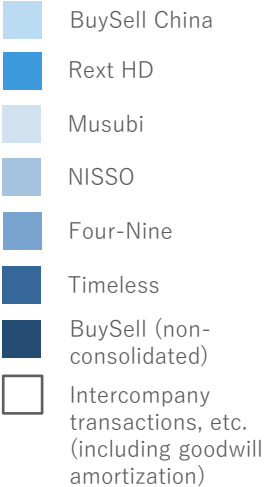 BuySell China
Rext HD
Musubi
NISSO
Four-Nine
Timeless
BuySell (non-
consolidated)
Intercompany
transactions, etc.
(including goodwill
amortization)